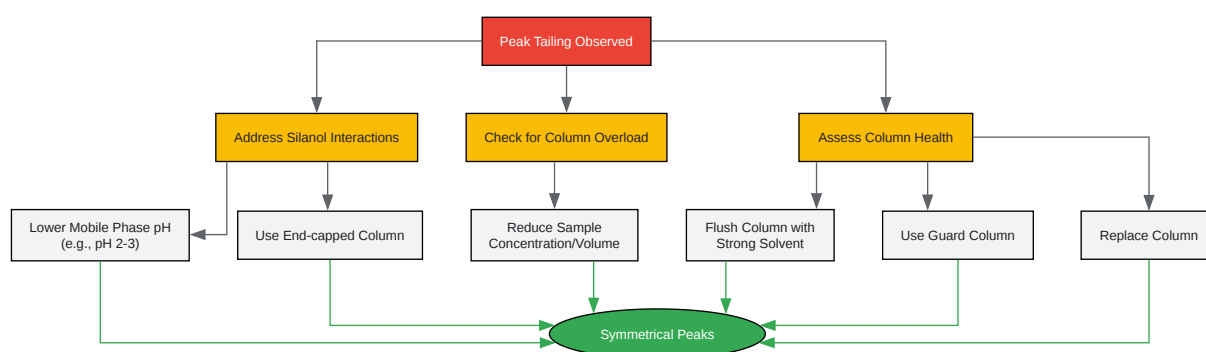 Peak Tailing Observed
Address Silanol Interactions
Check for Column Overload
Assess Column Health
Lower Mobile Phase pH
(e.g., pH 2-3)
Use End-capped Column
Reduce Sample
Concentration/Volume
Flush Column with
Strong Solvent
Use Guard Column
Replace Column
Symmetrical Peaks